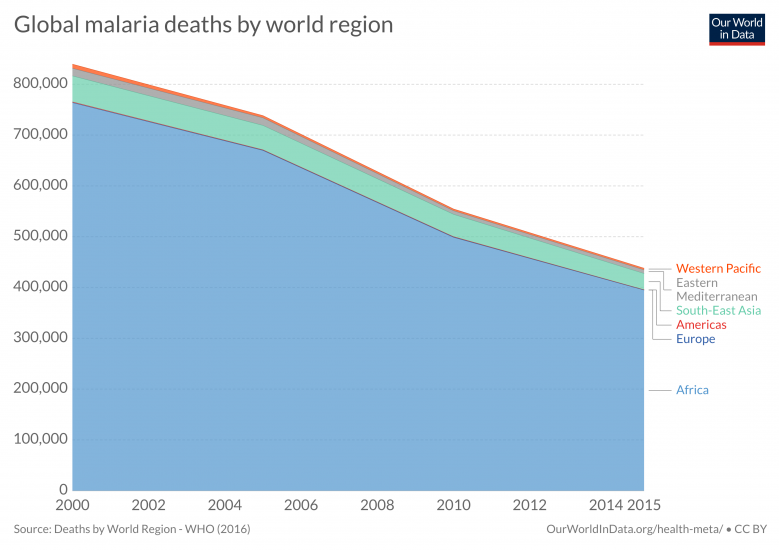 Global malaria deaths by world region
Our World
in Data
800,000
700,000
600,000
500,000
400,000
300,000
200,000
100,000
0
Western Pacific
Eastern
Mediterranean
South-East Asia
Americas
Europe
Africa
2000 2002 2004 2006 2008 2010 2012 2014 2015
Source: Deaths by World Region - WHO (2016)
OurWorldInData.org/health-meta/ • CC BY